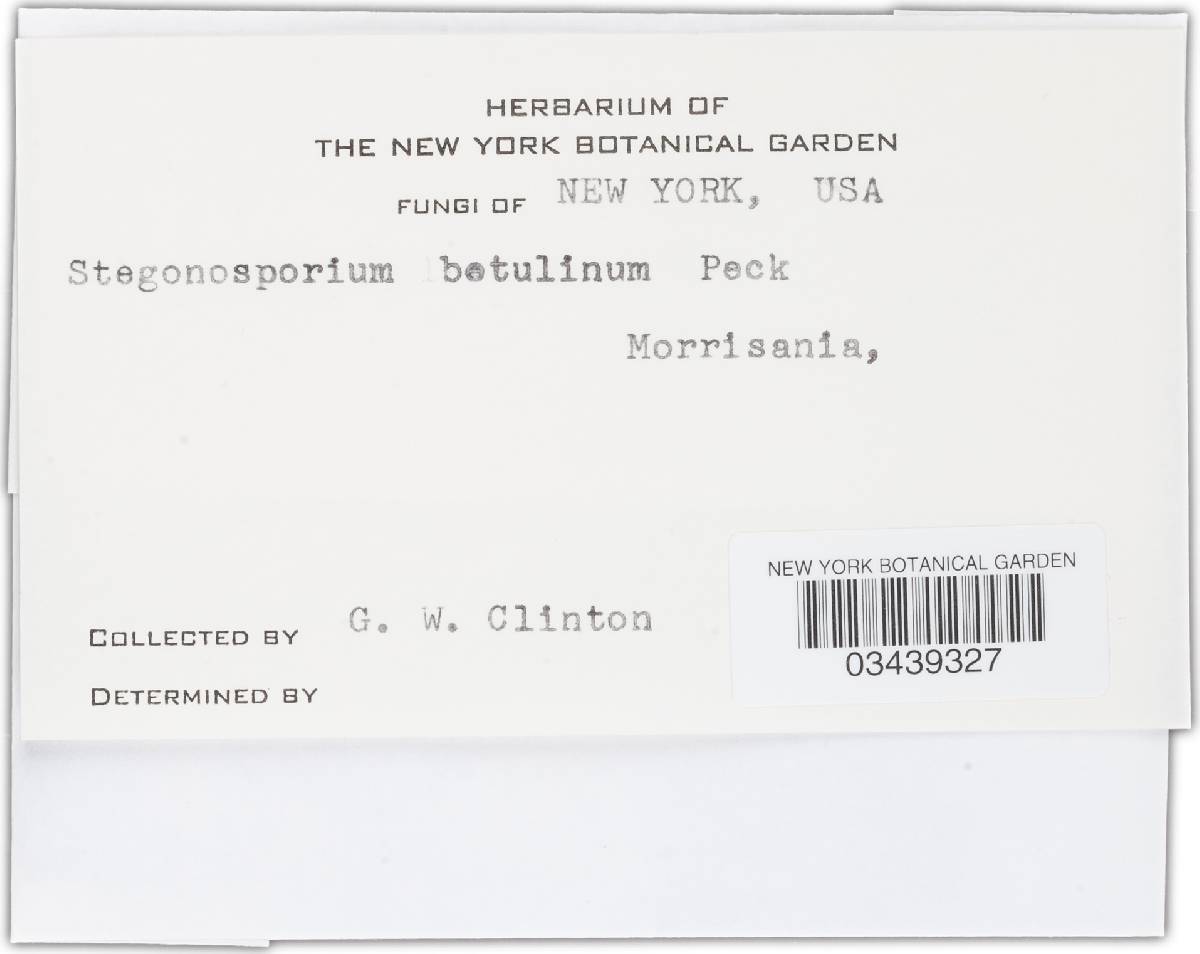 HERBARIUM OF
THE NEW YORK BOTANICAL GARDEN
FUNGI OF NEW YORK, USA
Stegonosporium betulinum Peck
Morrisania,
COLLECTED BY G. W. Clinton
DETERMINED BY
NEW YORK BOTANICAL GARDEN
03439327